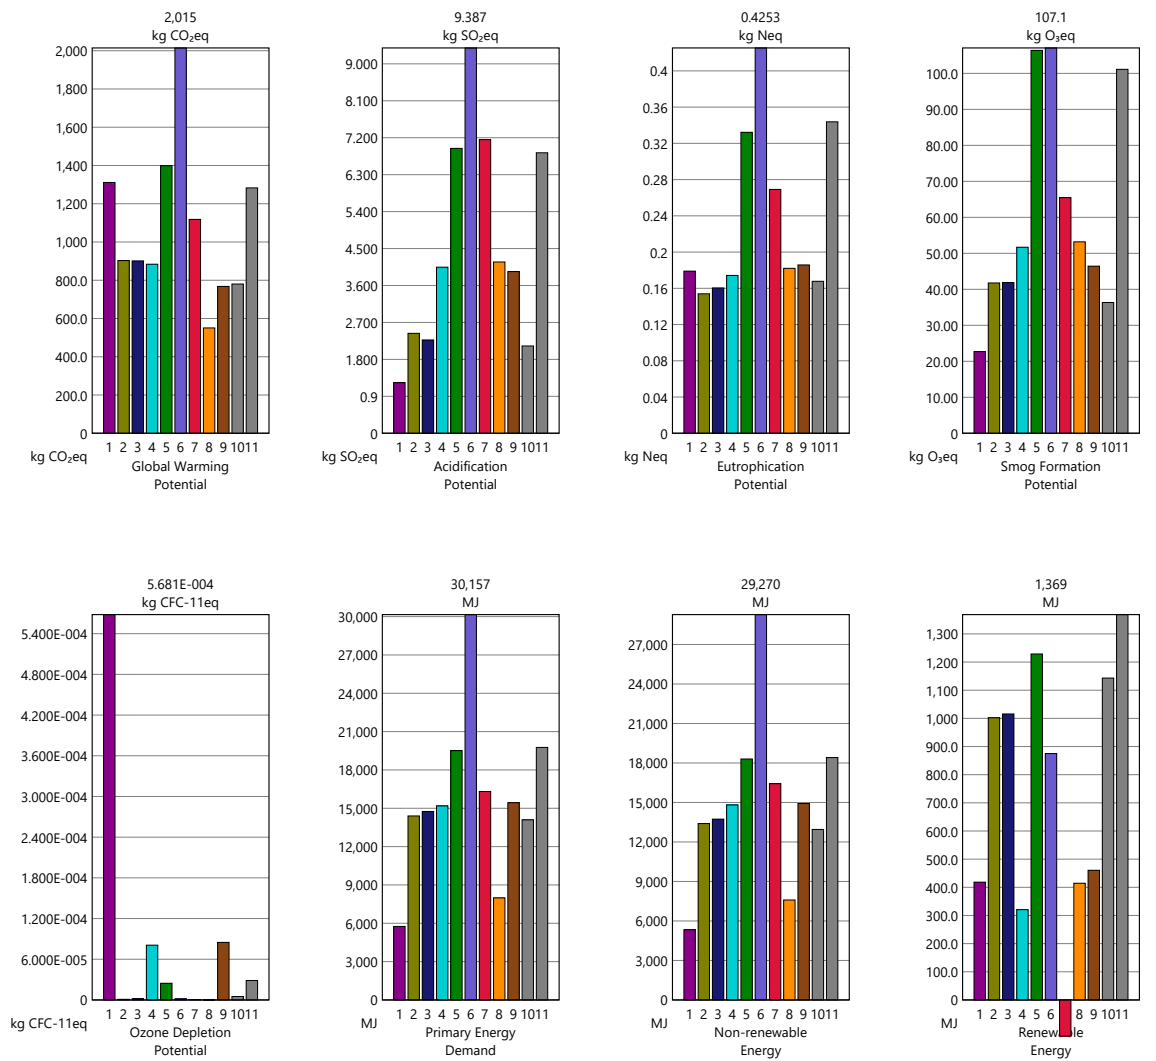 2,015
kg CO₂eq
2,000
1,800
1,600
1,400
1,200
1,000
800.0
600.0
400.0
200.0
0
1 2 3 4 5 6 7 8 9 1011
kg CO₂eq
Global Warming
Potential
9.387
kg SO₂eq
9.000
8.100
7.200
6.300
5.400
4.500
3.600
2.700
1.800
0.9
0
1 2 3 4 5 6 7 8 9 1011
kg SO₂eq
Acidification
Potential
0.4253
kg Neq
0.4
0.36
0.32
0.28
0.24
0.2
0.16
0.12
0.08
0.04
0
1 2 3 4 5 6 7 8 9 1011
kg Neq
Eutrophication
Potential
107.1
kg O₃eq
100.0
90.00
80.00
70.00
60.00
50.00
40.00
30.00
20.00
10.00
0
1 2 3 4 5 6 7 8 9 1011
kg O₃eq
Smog Formation
Potential
5.681E-004
kg CFC-11eq
5.400E-004
4.800E-004
4.200E-004
3.600E-004
3.000E-004
2.400E-004
1.800E-004
1.200E-004
6.000E-005
0
1 2 3 4 5 6 7 8 9 1011
kg CFC-11eq
Ozone Depletion
Potential
30,157
MJ
30,000
27,000
24,000
21,000
18,000
15,000
12,000
9,000
6,000
3,000
0
1 2 3 4 5 6 7 8 9 1011
MJ
Primary Energy
Demand
29,270
MJ
27,000
24,000
21,000
18,000
15,000
12,000
9,000
6,000
3,000
0
1 2 3 4 5 6 7 8 9 1011
MJ
Non-renewable
Energy
1,369
MJ
1,300
1,200
1,100
1,000
900.0
800.0
700.0
600.0
500.0
400.0
300.0
200.0
100.0
0
1 2 3 4 5 6 8 9 1011
MJ
Energy